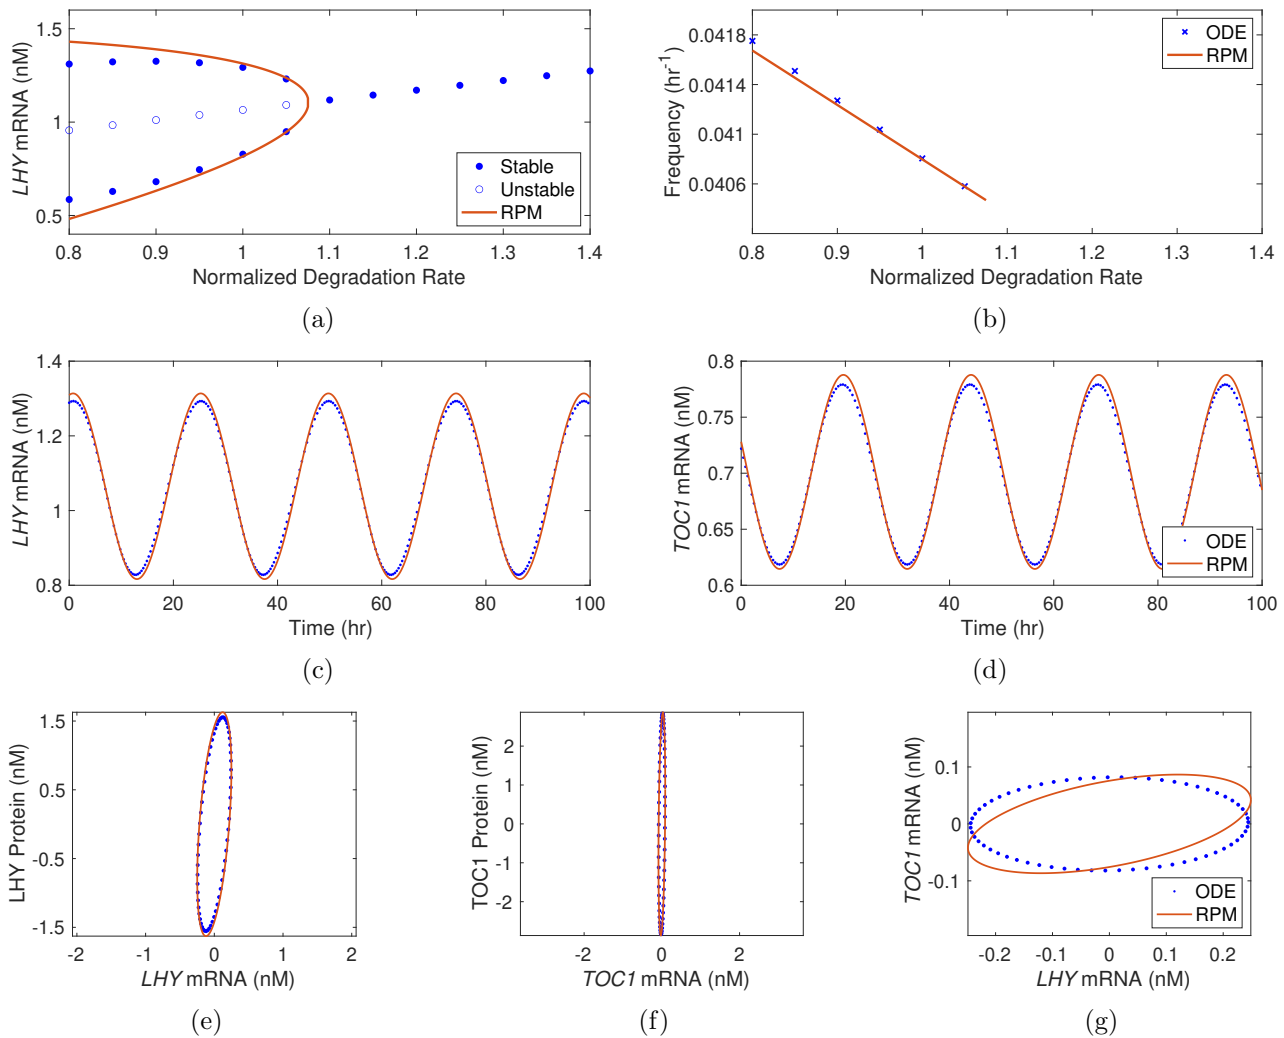 1.5
1
0.5
LHY mRNA (nM)
Stable
Unstable
RPM
0.8 0.9 1 1.1 1.2 1.3 1.4
Normalized Degradation Rate
(a)
0.0418
0.0414
0.041
0.0406
Frequency (hr-1)
ODE
RPM
0.8 0.9 1 1.1 1.2 1.3 1.4
Normalized Degradation Rate
(b)
1.4
1.2
1
0.8
LHY mRNA (nM)
0 20 40 60 80 100
Time (hr)
(c)
0.8
0.75
0.7
0.65
0.6
TOC1 mRNA (nM)
ODE
RPM
0 20 40 60 80 100
Time (hr)
(d)
1.5
0.5
-0.5
-1.5
LHY Protein (nM)
-2 -1 0 1 2
LHY mRNA (nM)
(e)
2
1
0
-1
-2
TOC1 Protein (nM)
-2 0 2
TOC1 mRNA (nM)
(f)
0.1
0
-0.1
TOC1 mRNA (nM)
ODE
RPM
-0.2 -0.1 0 0.1 0.2
LHY mRNA (nM)
(g)